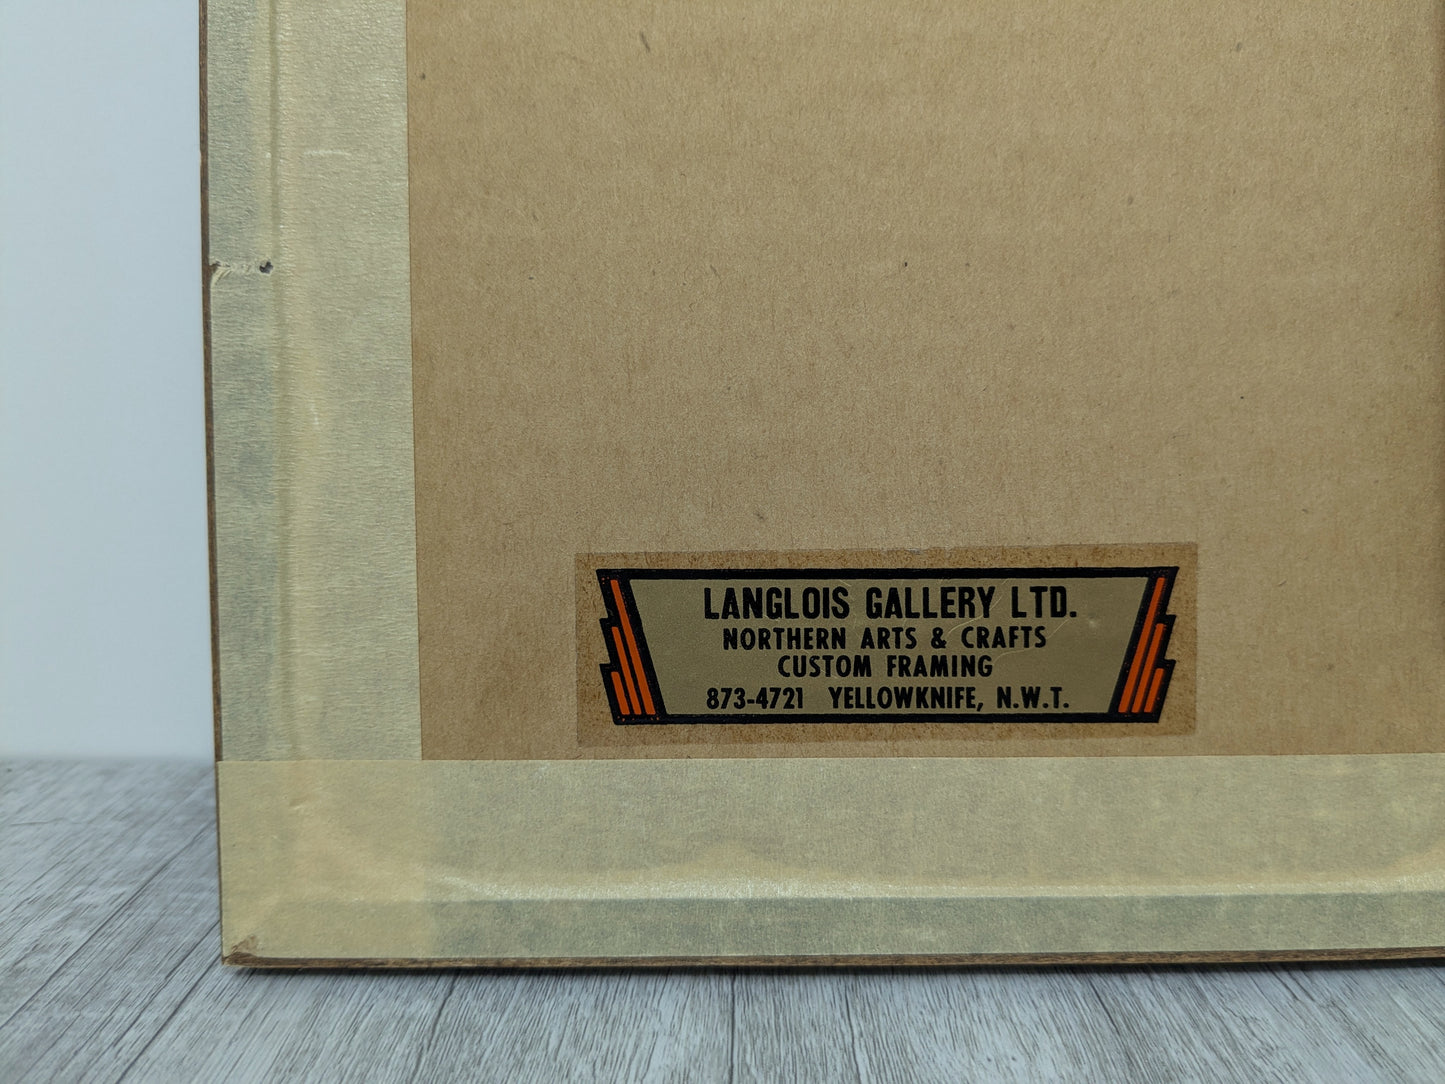 LANGLOIS GALLERY LTD.
NORTHERN ARTS & CRAFTS
CUSTOM FRAMING
873-4721 YELLOWKNIFE, N.W.T.